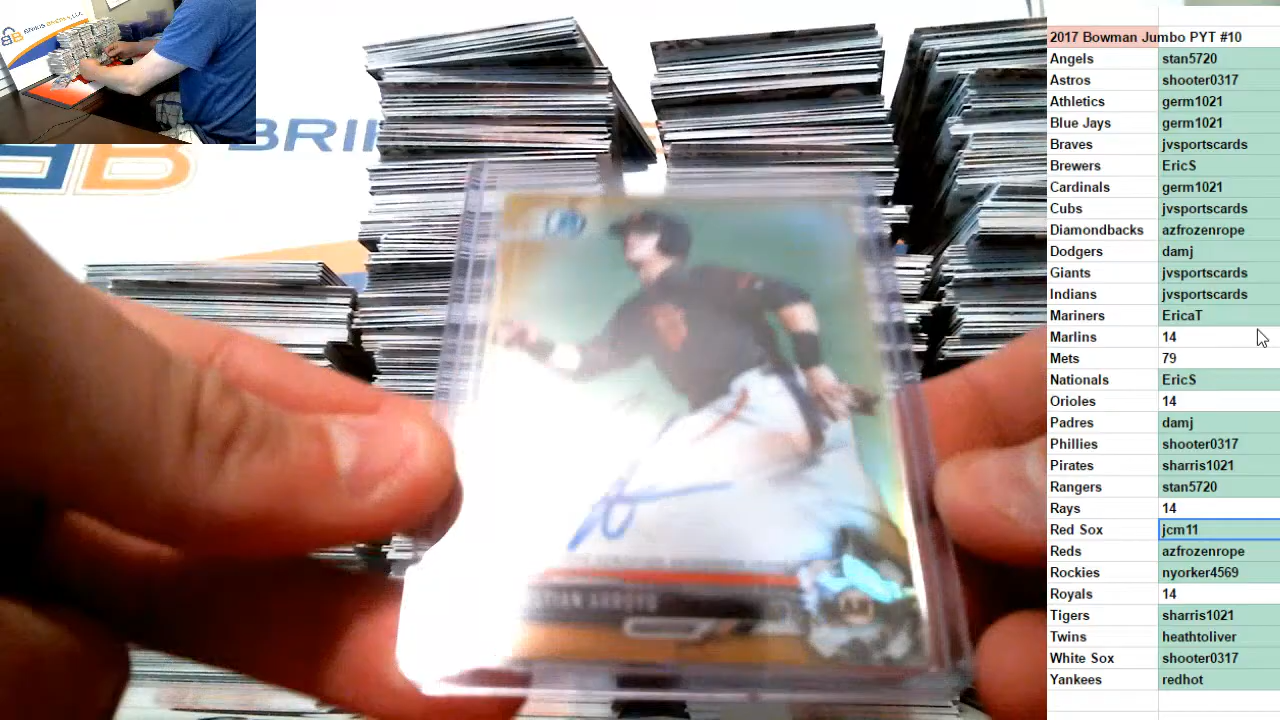 BRIK
2017 Bowman Jumbo PYT #10
Angels stan5720
Astros shooter0317
Athletics germ1021
Blue Jays germ1021
Braves jvsportscards
Brewers EricS
Cardinals germ1021
Cubs jvsportscards
Diamondbacks azfrozenrope
Dodgers damj
Giants jvsportscards
Indians jvsportscards
Mariners EricaT
Marlins 14
Mets 79
Nationals EricS
Orioles 14
Padres damj
Phillies shooter0317
Pirates sharris1021
Rangers stan5720
Rays 14
Red Sox jcm11
Reds azfrozenrope
Rockies nyorker4569
Royals 14
Tigers sharris1021
Twins heathtoliver
White Sox shooter0317
Yankees redhot